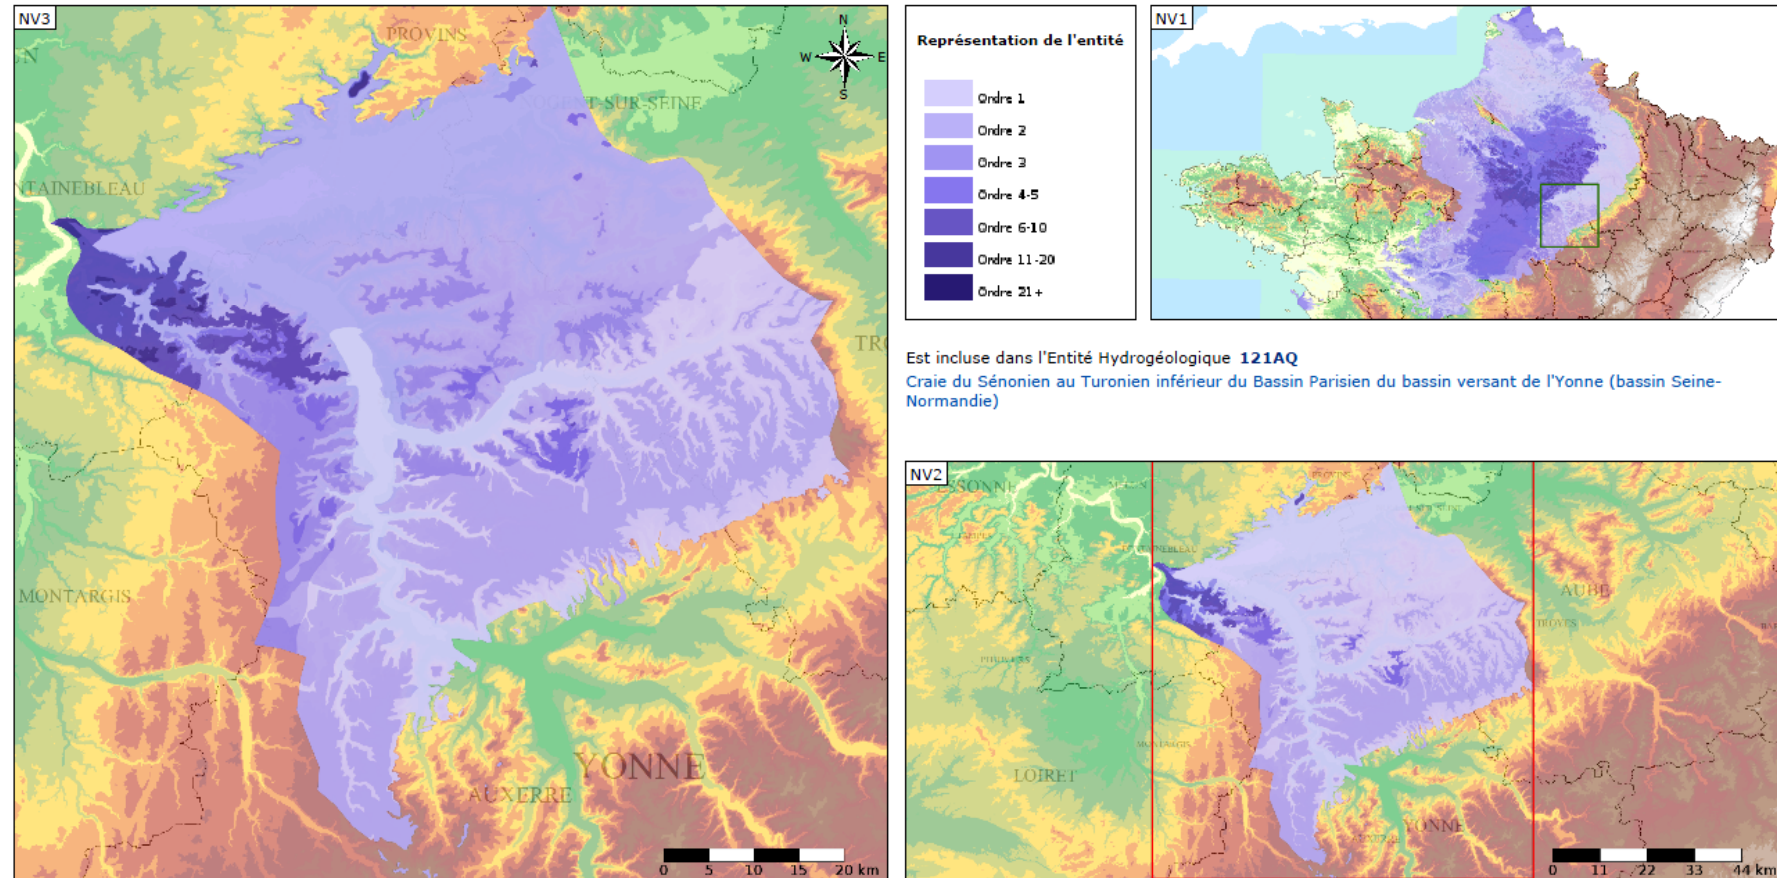 NV3
PROVINS
N
W E
S
NT-SUR-SEINE
NTAINEBLEAU
TR
MONTARGIS
YONNE
AUXERRE
0 5 10 15 20 km
Représentation de l'entité
Ordre 1
Ordre 2
Ordre 3
Ordre 4-5
Ordre 6-10
Ordre 11-20
Ordre 21+
NV1
Est incluse dans l'Entité Hydrogéologique 121AQ
Craie du Sénonien au Turonien inférieur du Bassin Parisien du bassin versant de l'Yonne (bassin Seine-
Normandie)
NV2
ESSONNE
PROVINS
AUBE
TROYES
MONTARGIS
LOIRET
YONNE
0 11 22 33 44 km